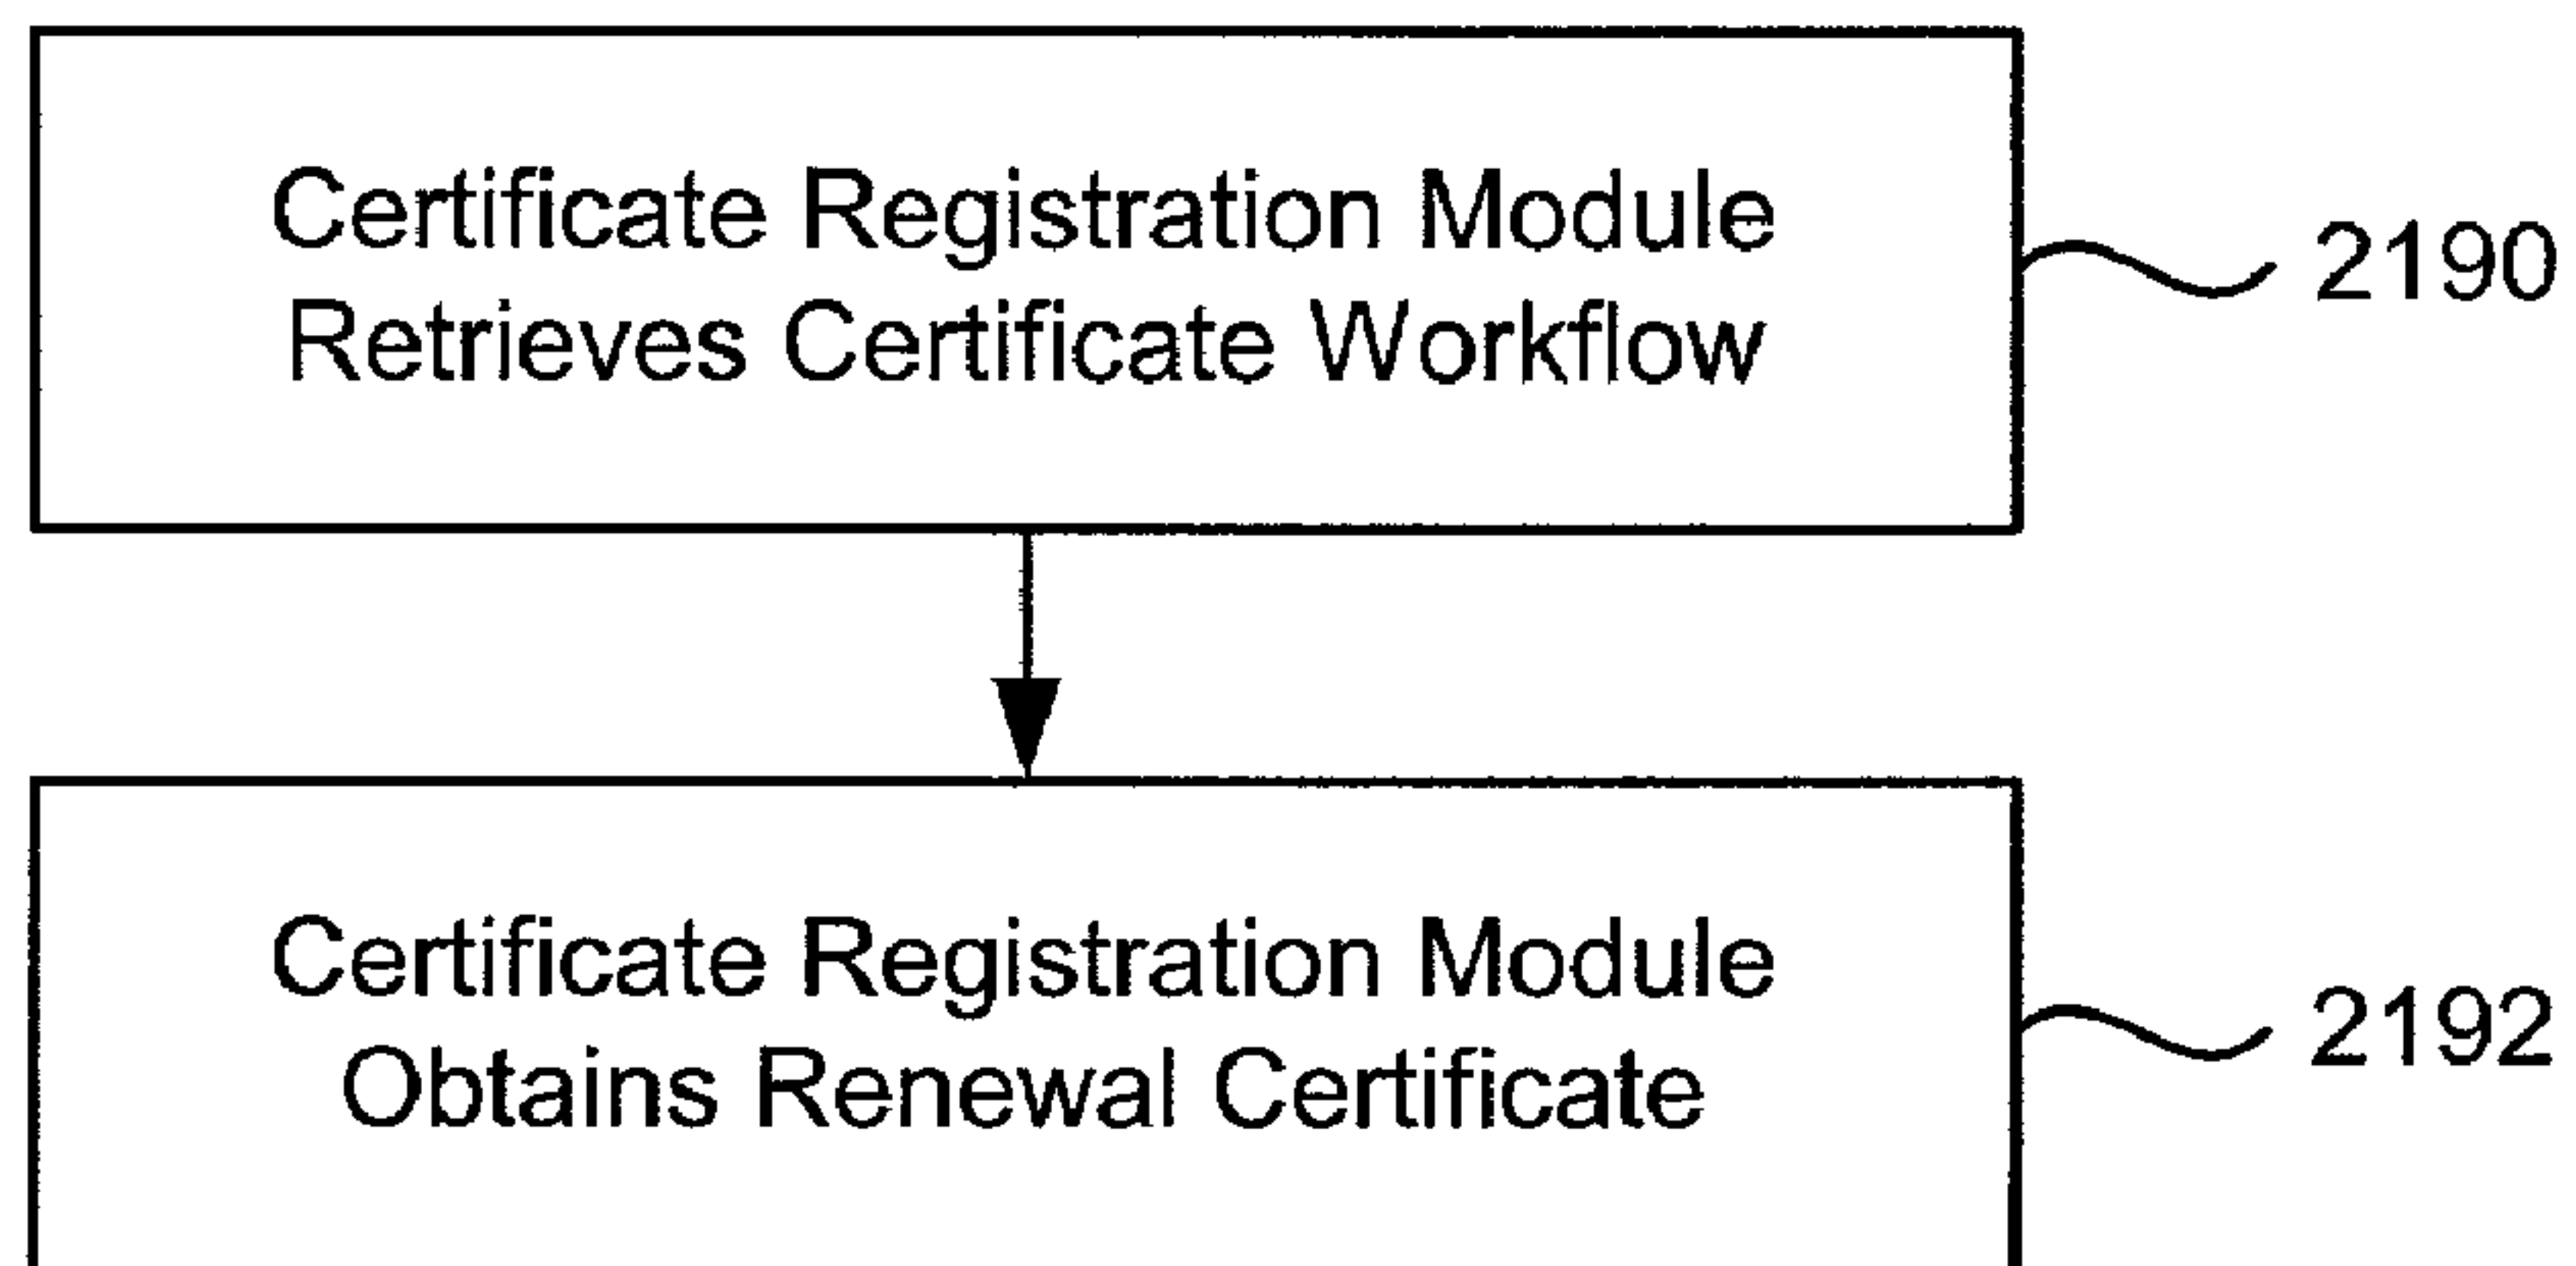 Certificate Registration Module
Retrieves Certificate Workflow
2190
Certificate Registration Module
Obtains Renewal Certificate
2192